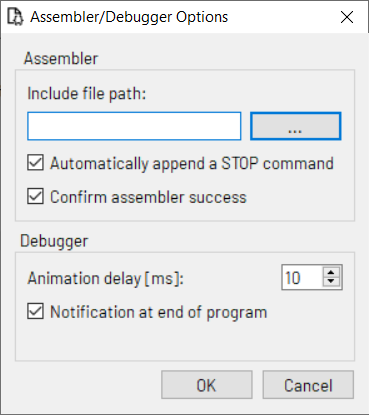 Assembler/Debugger Options
Assembler
Include file path:
...
Automatically append a STOP command
Confirm assembler success
Debugger
Animation delay [ms]: 10
Notification at end of program
OK Cancel